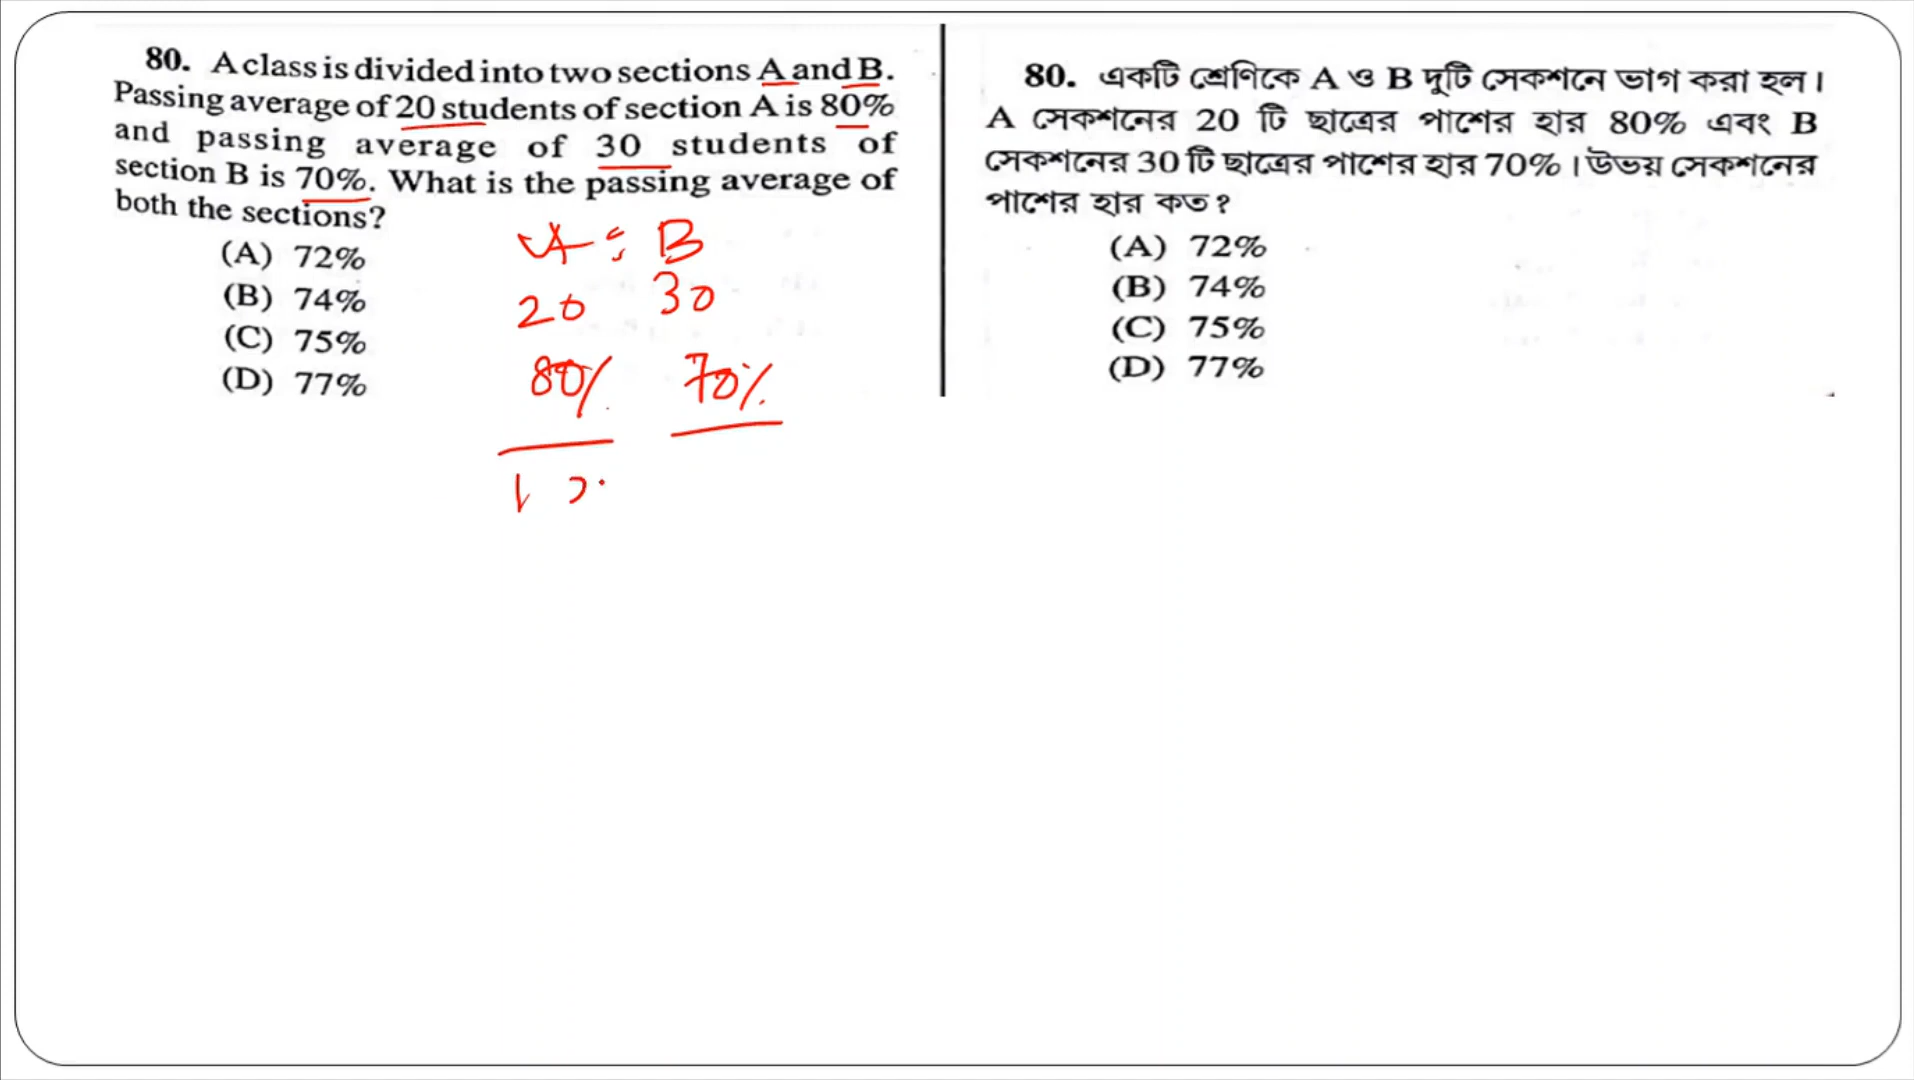 80. A class is divided into two sections A and B.
Passing average of 20 students of section A is 80%
and passing average of 30 students of
section B is 70%. What is the passing average of
both the sections?
(A) 72%
(B) 74%
(C) 75%
(D) 77%
A : B
20 30
80% 70%
80. একটি শ্রেণিকে A ও B দুটি সেকশনে ভাগ করা হল।
A সেকশনের 20 টি ছাত্রের পাশের হার 80% এবং B
সেকশনের 30 টি ছাত্রের পাশের হার 70%। উভয় সেকশনের
পাশের হার কত?
(A) 72%
(B) 74%
(C) 75%
(D) 77%